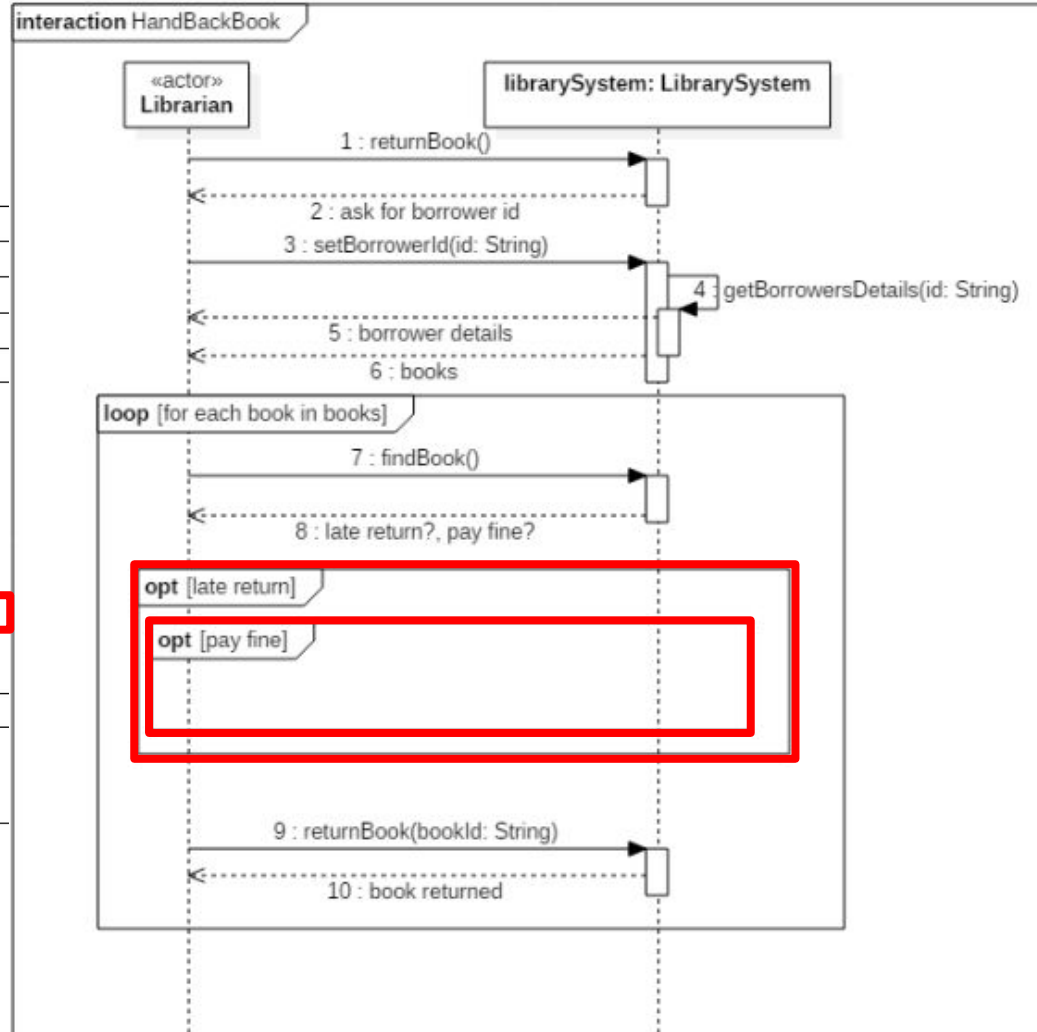 interaction HandBackBook
«actor»
Librarian
librarySystem: LibrarySystem
1 : returnBook()
2 : ask for borrower id
3 : setBorrowerId(id: String)
4 : getBorrowersDetails(id: String)
5 : borrower details
6 : books
loop [for each book in books]
7 : findBook()
8 : late return?, pay fine?
opt [late return]
opt [pay fine]
9 : returnBook(bookId: String)
10 : book returned